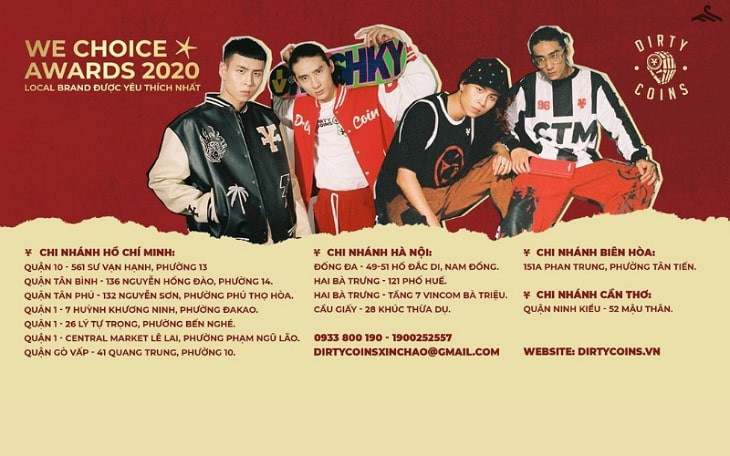 WE CHOICE
AWARDS 2020
LOCAL BRAND ĐƯỢC YÊU THÍCH NHẤT
SHKY
Coin
96
CTM
DIRTY
COINS
¥ CHI NHÁNH HỒ CHÍ MINH:
QUẬN 10 - 561 SƯ VẠN HẠNH, PHƯỜNG 13
QUẬN TÂN BÌNH - 136 NGUYỄN HỒNG ĐÀO, PHƯỜNG 14.
QUẬN TÂN PHÚ - 132 NGUYỄN SƠN, PHƯỜNG PHÚ THỌ HÒA.
QUẬN 1 - 7 HUỲNH KHƯƠNG NINH, PHƯỜNG ĐAKAO.
QUẬN 1 - 26 LÝ TỰ TRỌNG, PHƯỜNG BẾN NGHÉ.
QUẬN 1 - CENTRAL MARKET LÊ LAI, PHƯỜNG PHẠM NGŨ LÃO.
QUẬN GÒ VẤP - 41 QUANG TRUNG, PHƯỜNG 10.
¥ CHI NHÁNH HÀ NỘI:
ĐỐNG ĐA - 49-51 HỒ ĐẮC DI, NAM ĐỒNG.
HAI BÀ TRƯNG - 121 PHỐ HUẾ.
HAI BÀ TRƯNG - TẦNG 7 VINCOM BÀ TRIỆU.
CẦU GIẤY - 28 KHÚC THỪA DỤ.
0933 800 190 - 1900252557
DIRTYCOINSXINCHAO@GMAIL.COM
¥ CHI NHÁNH BIÊN HÒA:
151A PHAN TRUNG, PHƯỜNG TÂN TIẾN.
¥ CHI NHÁNH CẦN THƠ:
QUẬN NINH KIỀU - 52 MẬU THÂN.
WEBSITE: DIRTYCOINS.VN